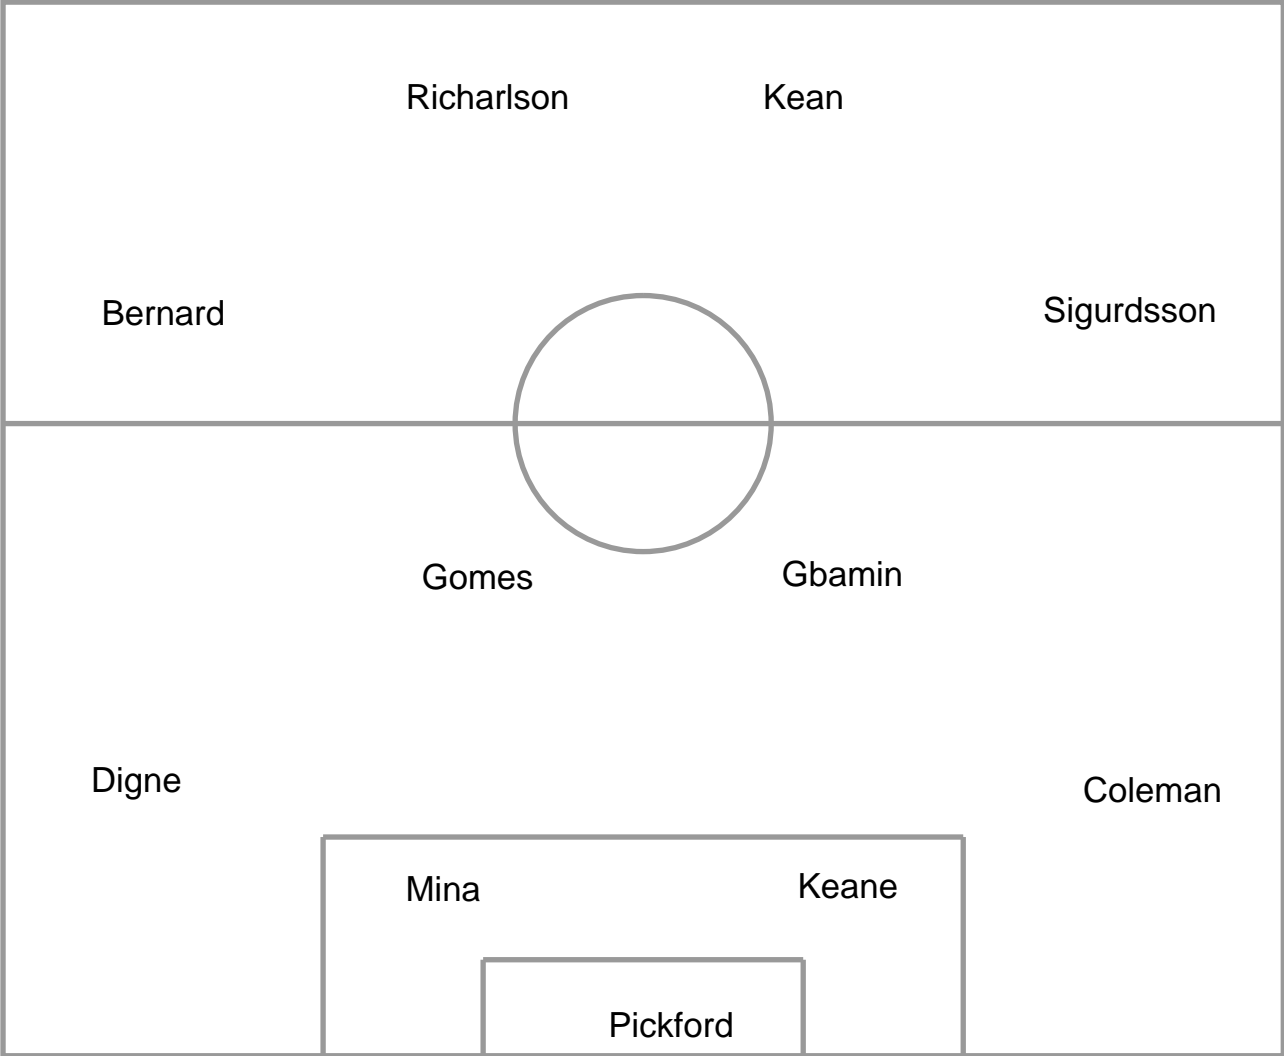 Richarlson Kean
Bernard Sigurdsson
Gomes Gbamin
Digne Coleman
Mina Keane
Pickford